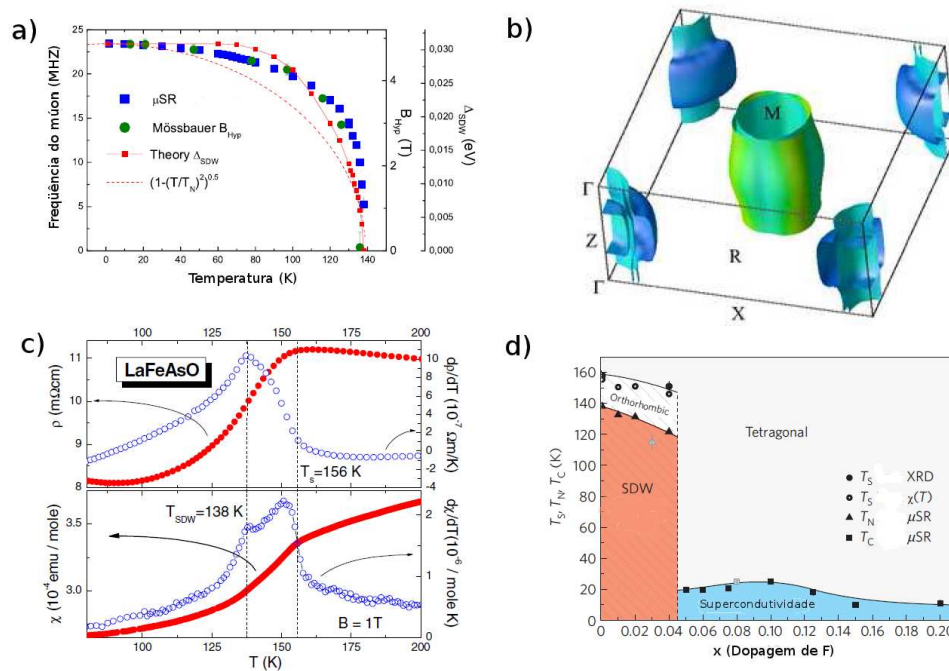 a)
Freqüência do múon (MHZ)
25
20
15
10
5
0
μSR
Mössbauer B_Hyp
Theory Δ_SDW
(1-(T/T_N)^2)^0.5
0 20 40 60 80 100 120 140
Temperatura (K)
4
2
0
B_Hyp (T)
0,030
0,025
0,020
0,015
0,010
0,005
0,000
Δ_SDW (eV)
b)
M
Γ
Z
Γ
R
X
c)
100 125 150 175 200
LaFeAsO
ρ (mΩcm)
11
10
9
8
10
8
6
4
2
0
-2
dρ/dT (10^-7 Ωm/K)
T_s=156 K
T_SDW=138 K
χ (10^-4 emu / mole)
3.5
3.0
2
1
0
dχ/dT(10^-6 / mole K)
B = 1T
100 125 150 175 200
T (K)
d)
T_S, T_N, T_C (K)
160
140
120
100
80
60
40
20
0
Orthorhombic
SDW
Tetragonal
T_S XRD
T_S χ(T)
T_N μSR
T_C μSR
Supercondutividade
0 0.02 0.04 0.06 0.08 0.10 0.12 0.14 0.16 0.18 0.20
x (Dopagem de F)